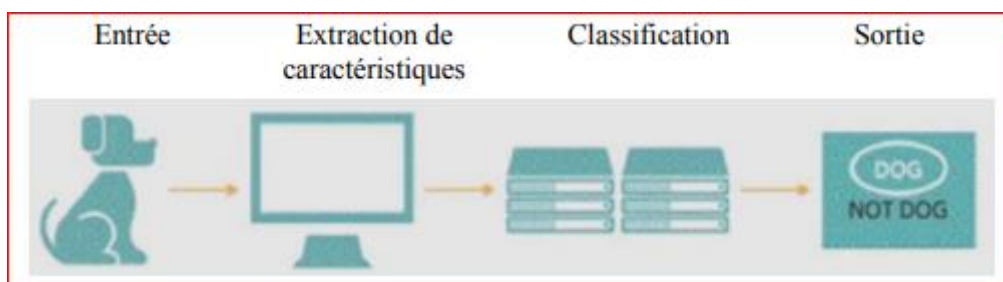 Entrée
Extraction de
caractéristiques
Classification
Sortie
DOG
NOT DOG